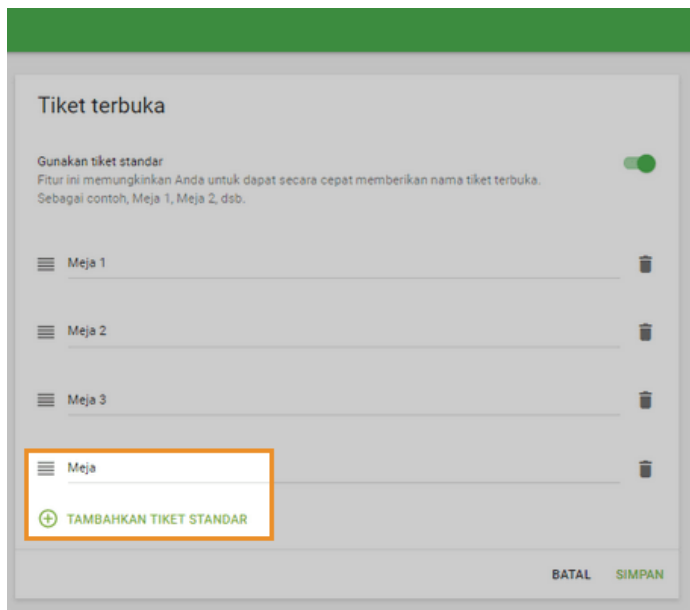 Tiket terbuka
Gunakan tiket standar
Fitur ini memungkinkan Anda untuk dapat secara cepat memberikan nama tiket terbuka.
Sebagai contoh, Meja 1, Meja 2, dsb.
Meja 1
Meja 2
Meja 3
Meja
TAMBAHKAN TIKET STANDAR
BATAL SIMPAN